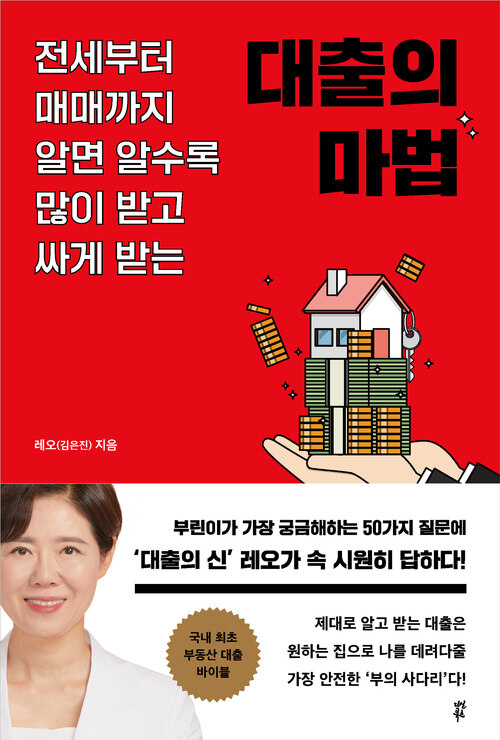 전세부터
매매까지
알면 알수록
많이 받고
싸게 받는
대출의
마법
레오(김은진) 지음
부린이가 가장 궁금해하는 50가지 질문에
‘대출의 신’ 레오가 속 시원히 답하다!
국내 최초
부동산 대출
바이블
제대로 알고 받는 대출은
원하는 집으로 나를 데려다줄
가장 안전한 ‘부의 사다리’다!
다산
북스